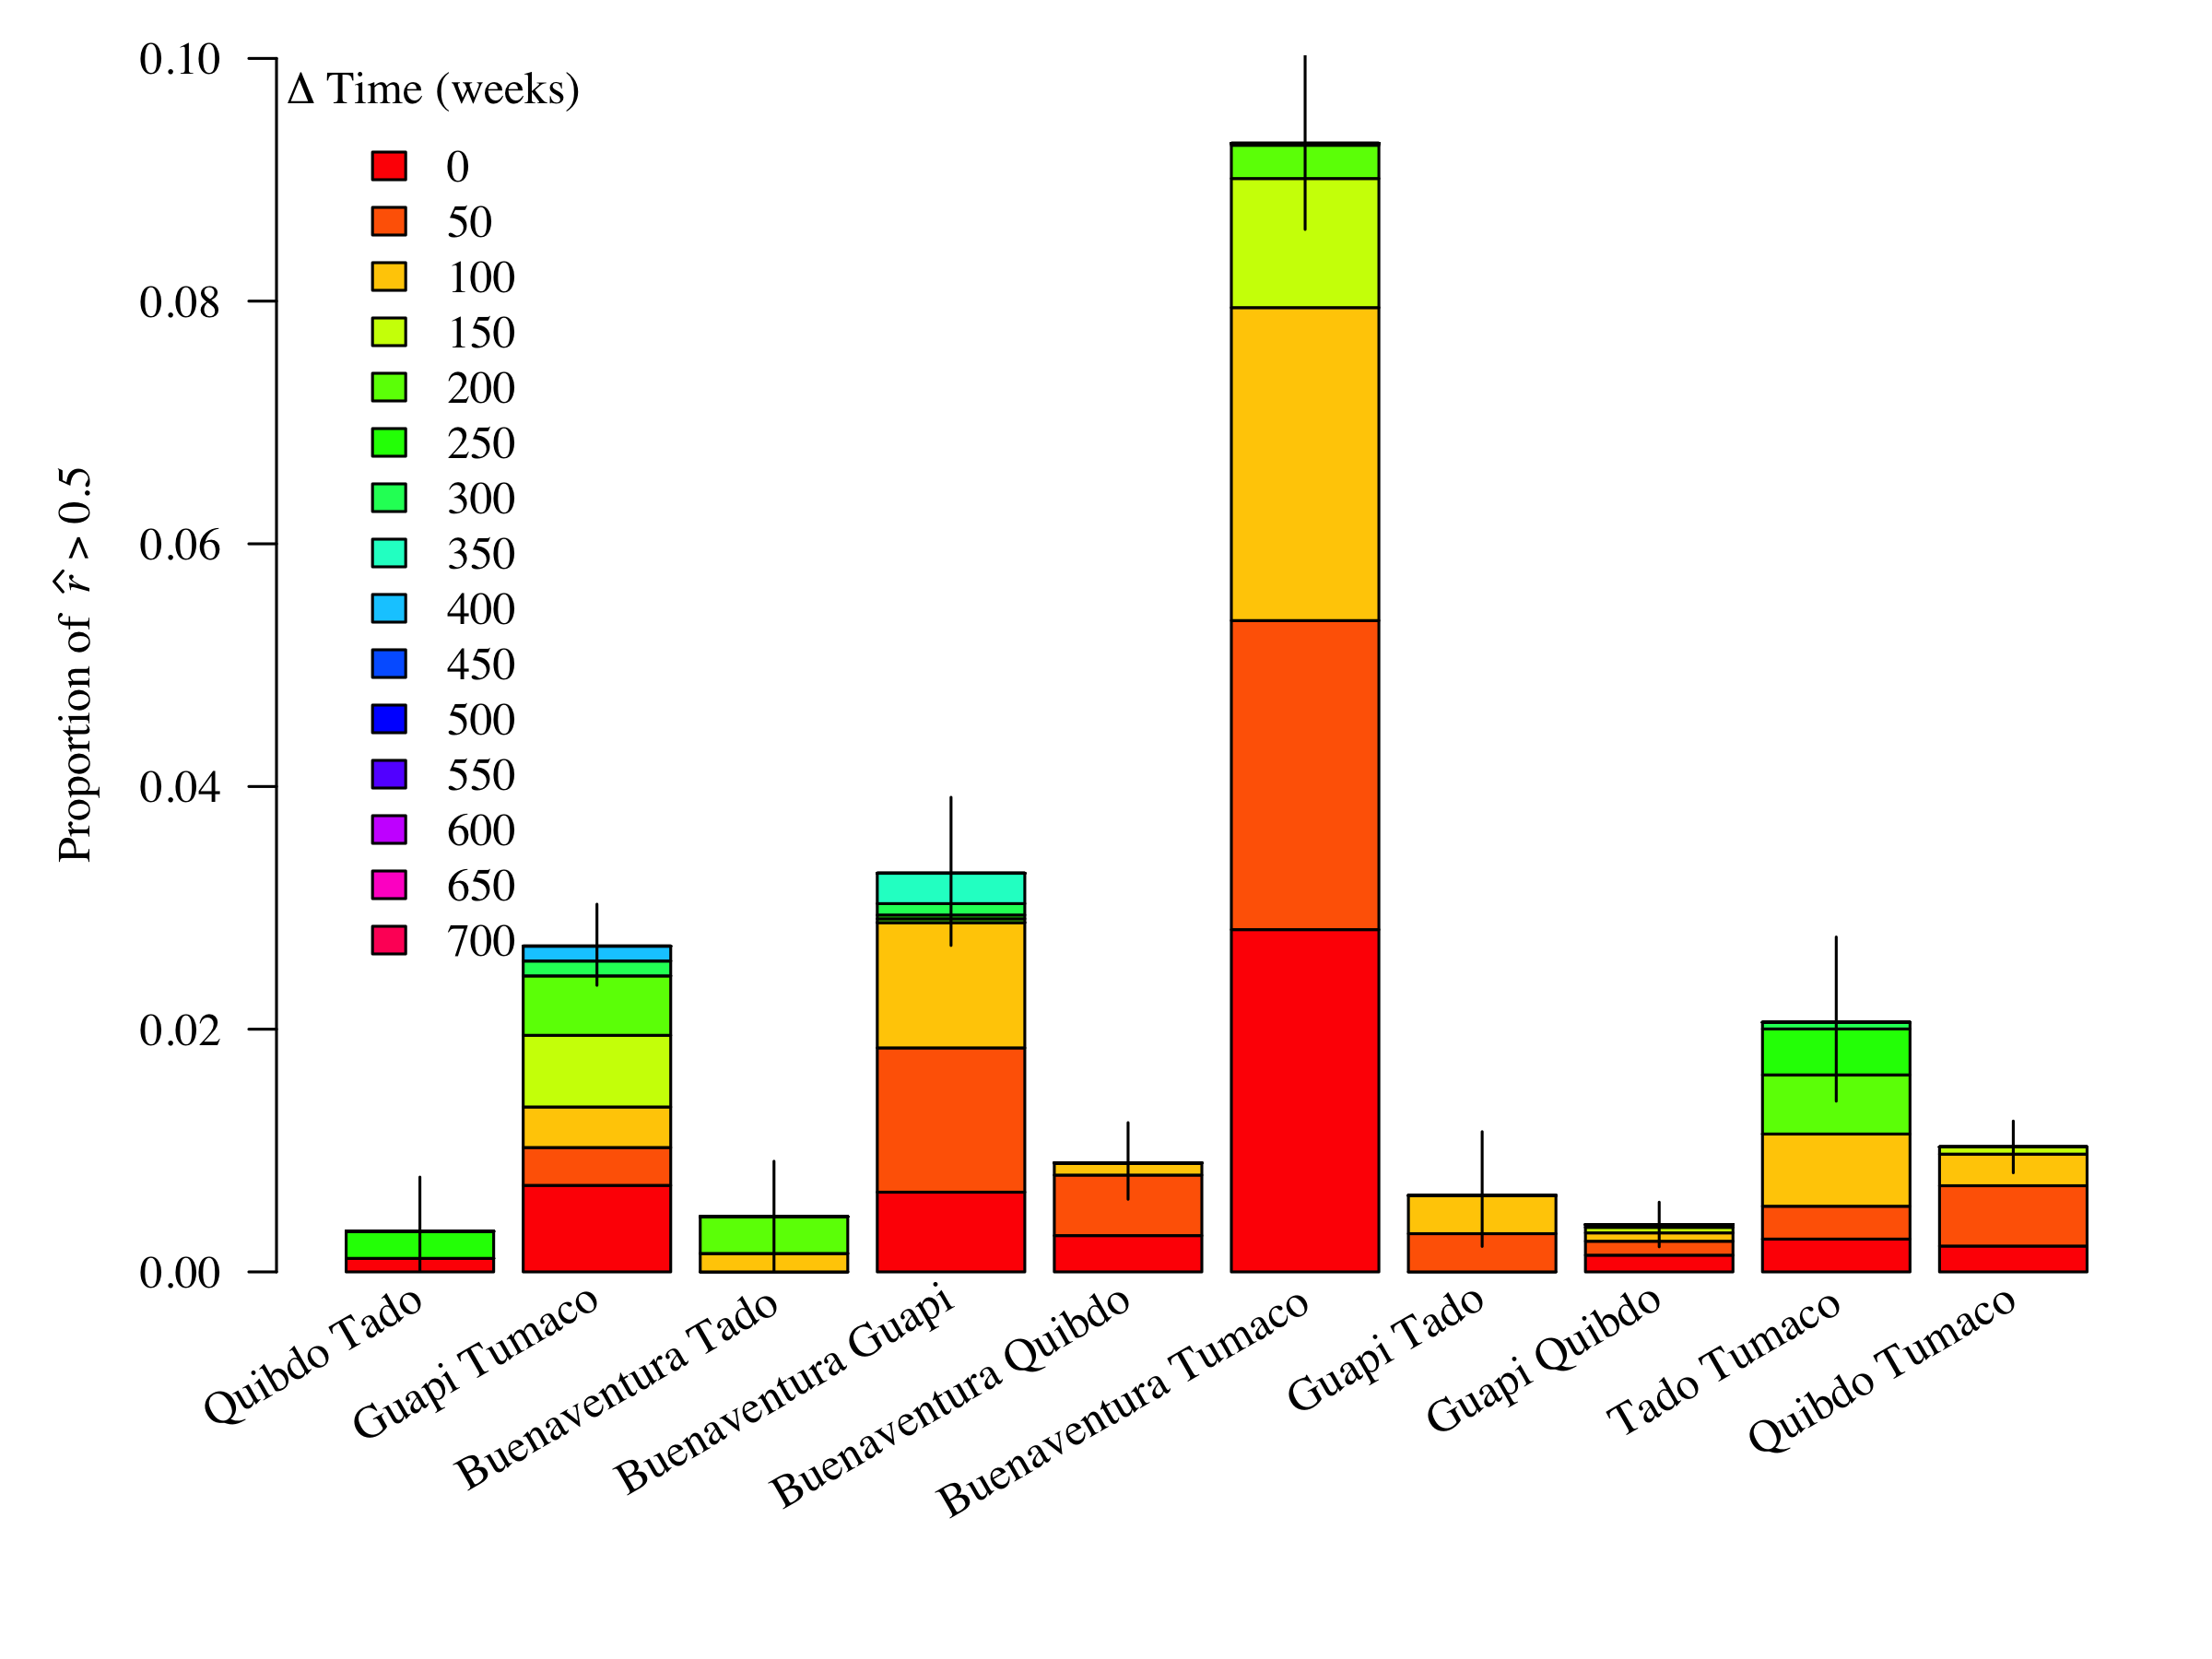 Δ Time (weeks)
0
50
100
150
200
250
300
350
400
450
500
550
600
650
700
0.10
0.08
0.06
0.04
0.02
0.00
Proportion of r̂ > 0.5
Quibdo Tado
Guapi Tumaco
Buenaventura Tado
Buenaventura Guapi
Buenaventura Quibdo
Buenaventura Tumaco
Guapi Tado
Guapi Quibdo
Tado Tumaco
Quibdo Tumaco